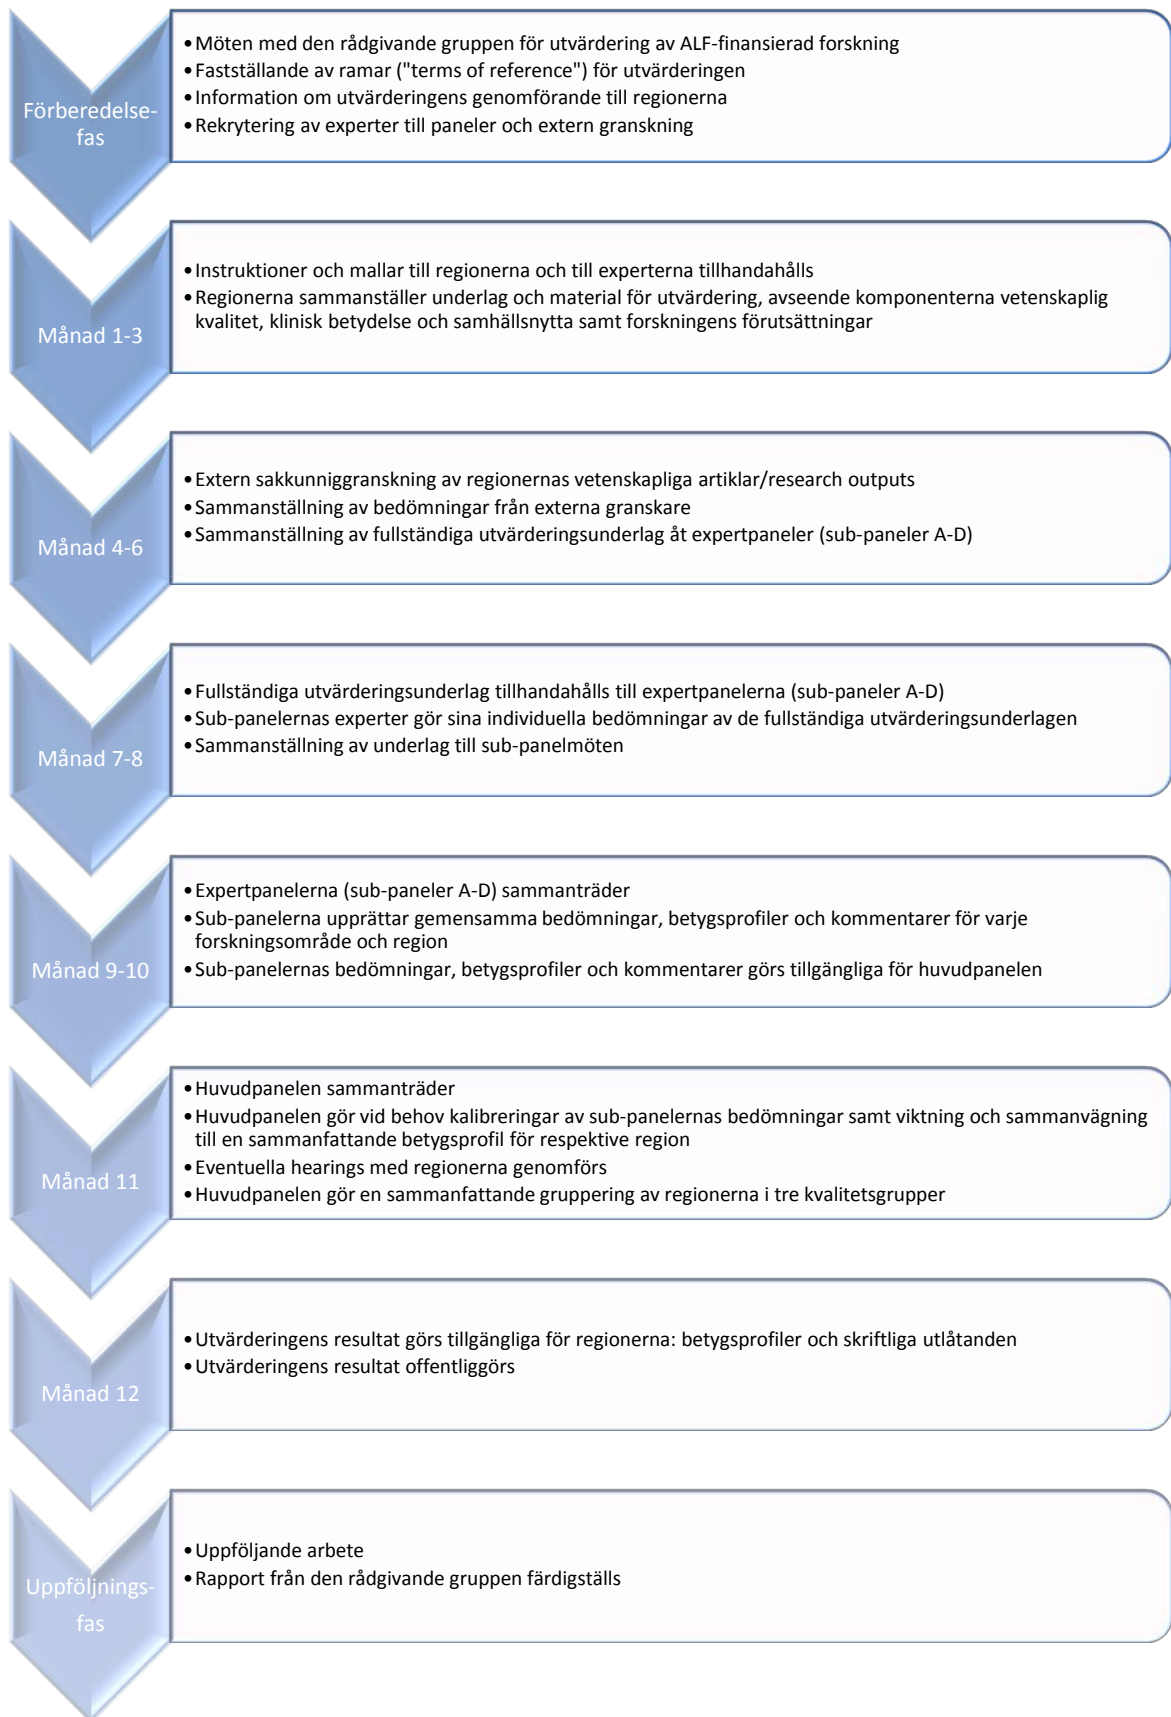 Förberedelse-
fas
•Möten med den rådgivande gruppen för utvärdering av ALF-finansierad forskning
•Fastställande av ramar ("terms of reference") för utvärderingen
•Information om utvärderingens genomförande till regionerna
•Rekrytering av experter till paneler och extern granskning
Månad 1-3
•Instruktioner och mallar till regionerna och till experterna tillhandahålls
•Regionerna sammanställer underlag och material för utvärdering, avseende komponenterna vetenskaplig
kvalitet, klinisk betydelse och samhällsnytta samt forskningens förutsättningar
Månad 4-6
•Extern sakkunniggranskning av regionernas vetenskapliga artiklar/research outputs
•Sammanställning av bedömningar från externa granskare
•Sammanställning av fullständiga utvärderingsunderlag åt expertpaneler (sub-paneler A-D)
Månad 7-8
•Fullständiga utvärderingsunderlag tillhandahålls till expertpanelerna (sub-paneler A-D)
•Sub-panelernas experter gör sina individuella bedömningar av de fullständiga utvärderingsunderlagen
•Sammanställning av underlag till sub-panelmöten
Månad 9-10
•Expertpanelerna (sub-paneler A-D) sammanträder
•Sub-panelerna upprättar gemensamma bedömningar, betygsprofiler och kommentarer för varje
forskningsområde och region
•Sub-panelernas bedömningar, betygsprofiler och kommentarer görs tillgängliga för huvudpanelen
Månad 11
•Huvudpanelen sammanträder
•Huvudpanelen gör vid behov kalibreringar av sub-panelernas bedömningar samt viktning och sammanvägning
till en sammanfattande betygsprofil för respektive region
•Eventuella hearings med regionerna genomförs
•Huvudpanelen gör en sammanfattande gruppering av regionerna i tre kvalitetsgrupper
Månad 12
•Utvärderingens resultat görs tillgängliga för regionerna: betygsprofiler och skriftliga utlåtanden
•Utvärderingens resultat offentliggörs
Uppföljnings-
fas
•Uppföljande arbete
•Rapport från den rådgivande gruppen färdigställs